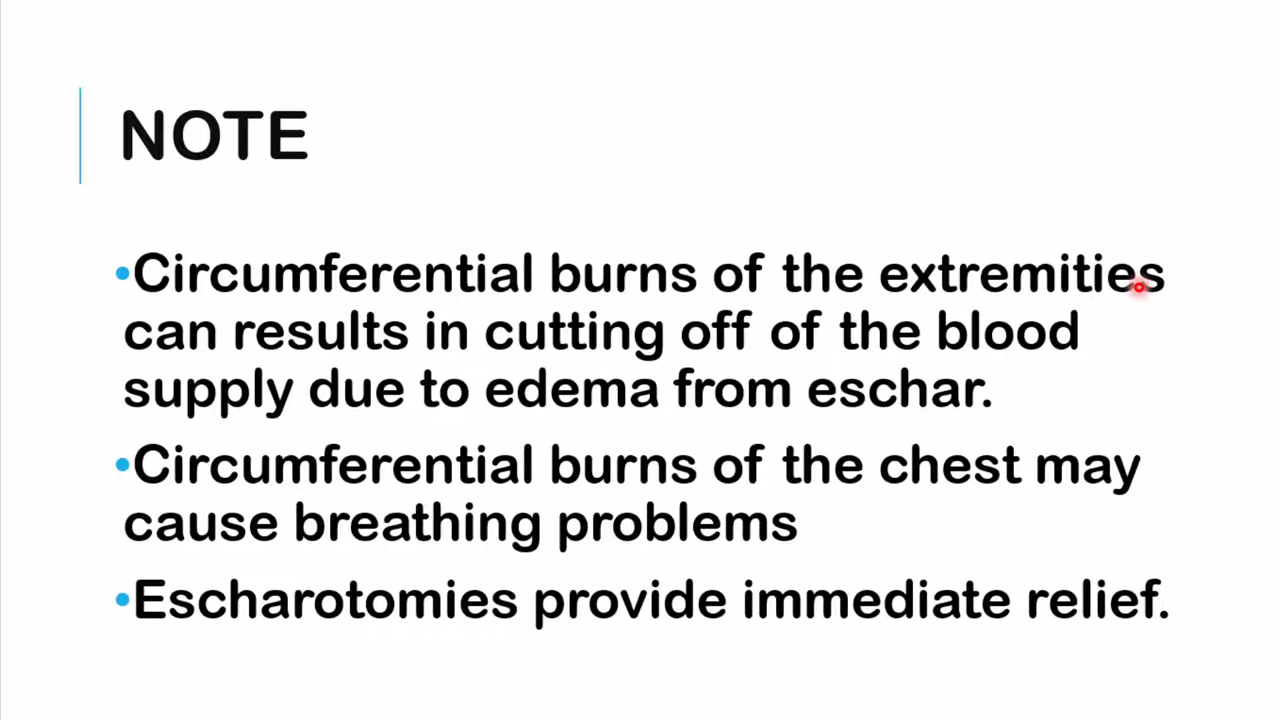 NOTE
•Circumferential burns of the extremities
can results in cutting off of the blood
supply due to edema from eschar.
•Circumferential burns of the chest may
cause breathing problems
•Escharotomies provide immediate relief.